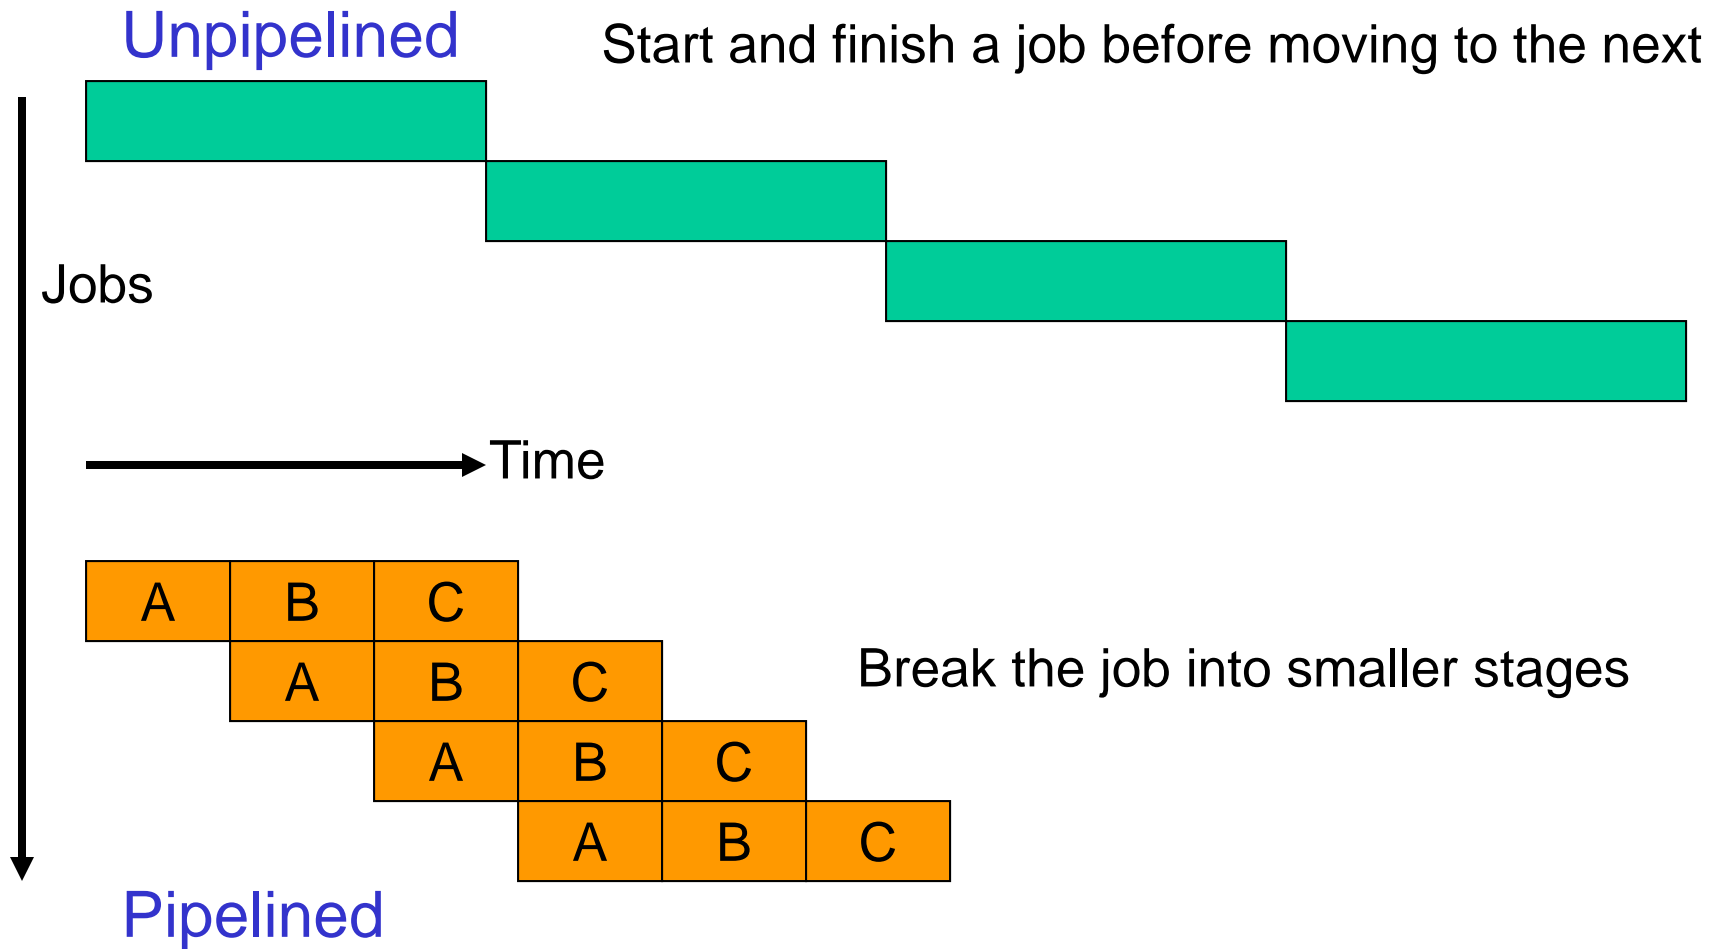 Unpipelined
Start and finish a job before moving to the next
Jobs
Time
A B C
A B C
Break the job into smaller stages
A B C
A B C
Pipelined